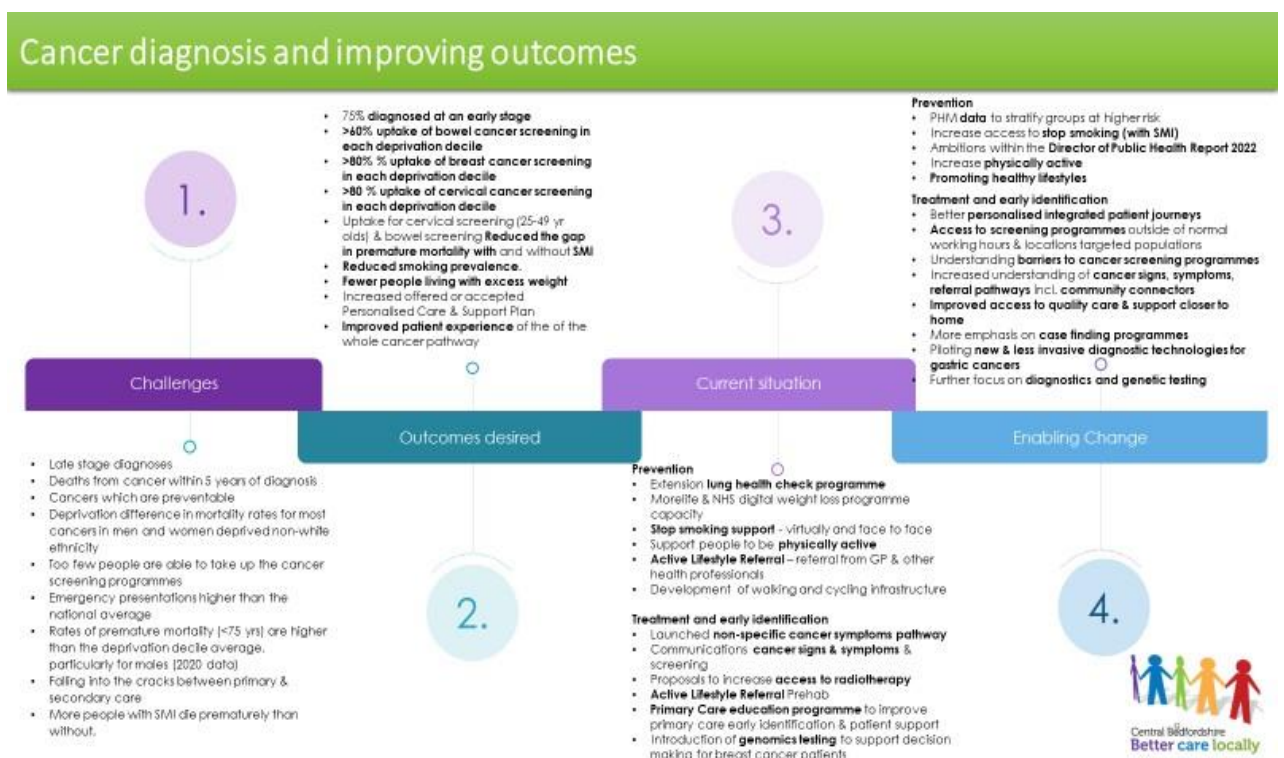 Cancer diagnosis and improving outcomes
1.
Challenges
• Late stage diagnoses
• Deaths from cancer within 5 years of diagnosis
• Cancers which are preventable
• Deprivation difference in mortality rates for most
cancers in men and women deprived non-white
ethnicity
• Too few people are able to take up the cancer
screening programmes
• Emergency presentations higher than the
national average
• Rates of premature mortality (<75 yrs) are higher
than the deprivation decile average.
particularly for males (2020 data)
• Falling into the cracks between primary &
secondary care
• More people with SMI die prematurely than
without.
• 75% diagnosed at an early stage
• >60% uptake of bowel cancer screening in
each deprivation decile
• >80% % uptake of breast cancer screening
in each deprivation decile
• >80 % uptake of cervical cancer screening
in each deprivation decile
• Uptake for cervical screening (25-49 yr
olds) & bowel screening Reduced the gap
in premature mortality with and without SMI
• Reduced smoking prevalence.
• Fewer people living with excess weight
• Increased offered or accepted
Personalised Care & Support Plan
• Improved patient experience of the of the
whole cancer pathway
Outcomes desired
2.
3.
Current situation
Prevention
• Extension lung health check programme
• Morelife & NHS digital weight loss programme
capacity
• Stop smoking support - virtually and face to face
• Support people to be physically active
• Active Lifestyle Referral – referral from GP & other
health professionals
• Development of walking and cycling infrastructure
Treatment and early identification
• Launched non-specific cancer symptoms pathway
• Communications cancer signs & symptoms &
screening
• Proposals to increase access to radiotherapy
• Active Lifestyle Referral Prehab
• Primary Care education programme to improve
primary care early identification & patient support
• Introduction of genomics testing to support decision
making for breast cancer patients
Prevention
• PHM data to stratify groups at higher risk
• Increase access to stop smoking (with SMI)
• Ambitions within the Director of Public Health Report 2022
• Increase physically active
• Promoting healthy lifestyles
Treatment and early identification
• Better personalised integrated patient journeys
• Access to screening programmes outside of normal
working hours & locations targeted populations
• Understanding barriers to cancer screening programmes
• Increased understanding of cancer signs, symptoms,
referral pathways incl. community connectors
• Improved access to quality care & support closer to
home
• More emphasis on case finding programmes
• Piloting new & less invasive diagnostic technologies for
gastric cancers
• Further focus on diagnostics and genetic testing
Enabling Change
4.
Central Bedfordshire
Better care locally